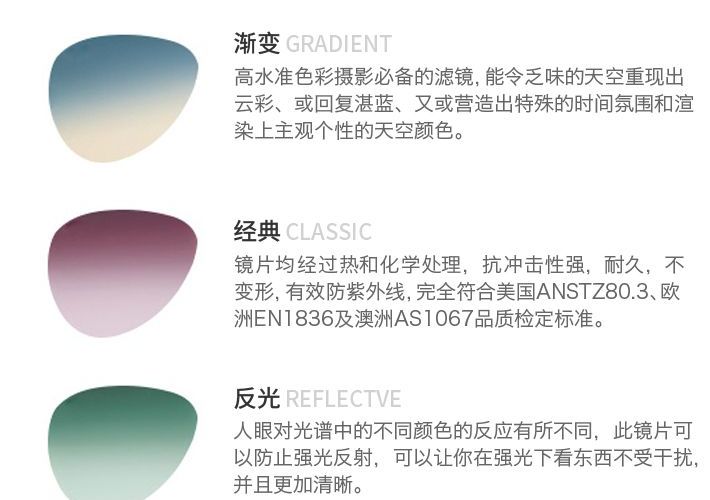 渐变 GRADIENT
高水准色彩摄影必备的滤镜, 能令乏味的天空重现出
云彩、或回复湛蓝、又或营造出特殊的时间氛围和渲
染上主观个性的天空颜色。
经典 CLASSIC
镜片均经过热和化学处理，抗冲击性强，耐久，不
变形, 有效防紫外线, 完全符合美国ANSTZ80.3、欧
洲EN1836及澳洲AS1067品质检定标准。
反光 REFLECTVE
人眼对光谱中的不同颜色的反应有所不同，此镜片可
以防止强光反射，可以让你在强光下看东西不受干扰,
并且更加清晰。